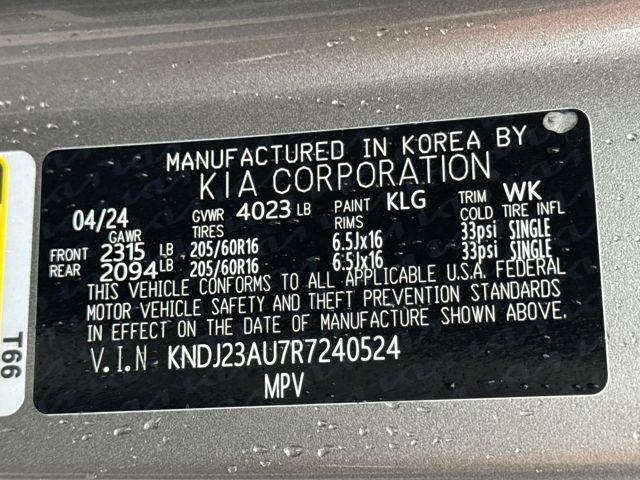 MANUFACTURED IN KOREA BY
KIA CORPORATION
04/24 GVWR 4023 LB PAINT KLG TRIM WK
GAWR TIRES RIMS COLD TIRE INFL
FRONT 2315 LB 205/60R16 6.5Jx16 33psi SINGLE
REAR 2094 LB 205/60R16 6.5Jx16 33psi SINGLE
THIS VEHICLE CONFORMS TO ALL APPLICABLE U.S.A. FEDERAL
MOTOR VEHICLE SAFETY AND THEFT PREVENTION STANDARDS
IN EFFECT ON THE DATE OF MANUFACTURE SHOWN ABOVE.
V.I.N KNDJ23AU7R7240524
MPV
T66